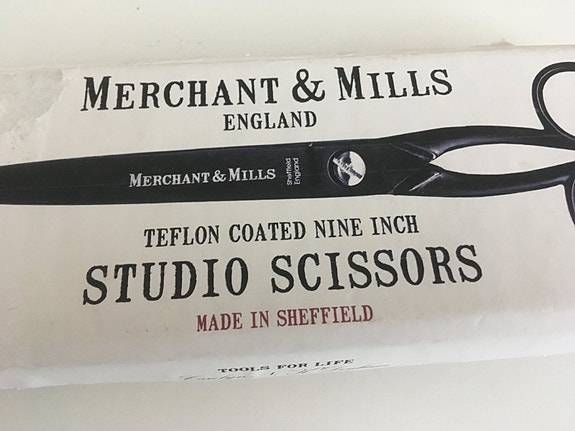 MERCHANT & MILLS
ENGLAND
MERCHANT & MILLS
Sheffield
England
TEFLON COATED NINE INCH
STUDIO SCISSORS
MADE IN SHEFFIELD
TOOLS FOR LIFE